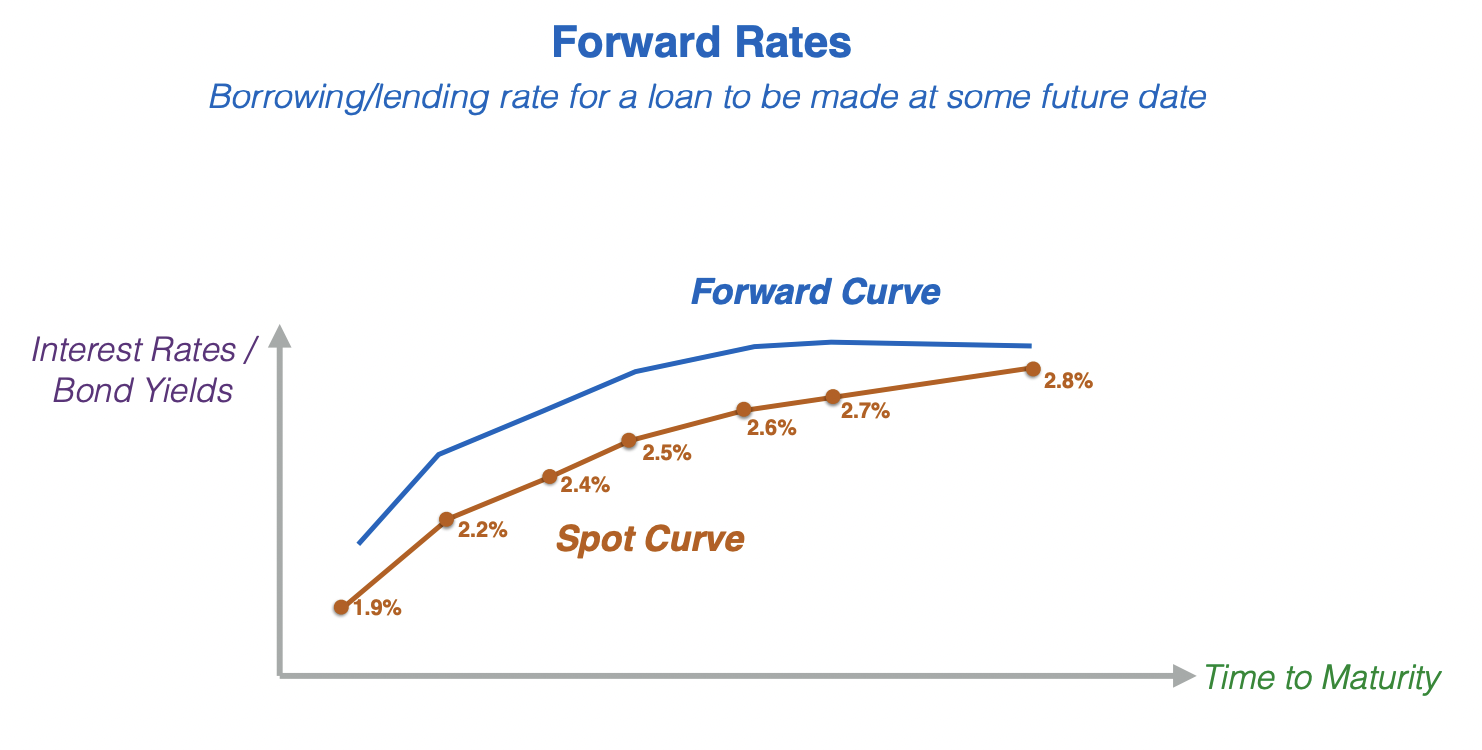 Forward Rates
Borrowing/lending rate for a loan to be made at some future date
Forward Curve
Interest Rates /
Bond Yields
2.8%
2.7%
2.6%
2.5%
2.4%
2.2%
Spot Curve
1.9%
Time to Maturity